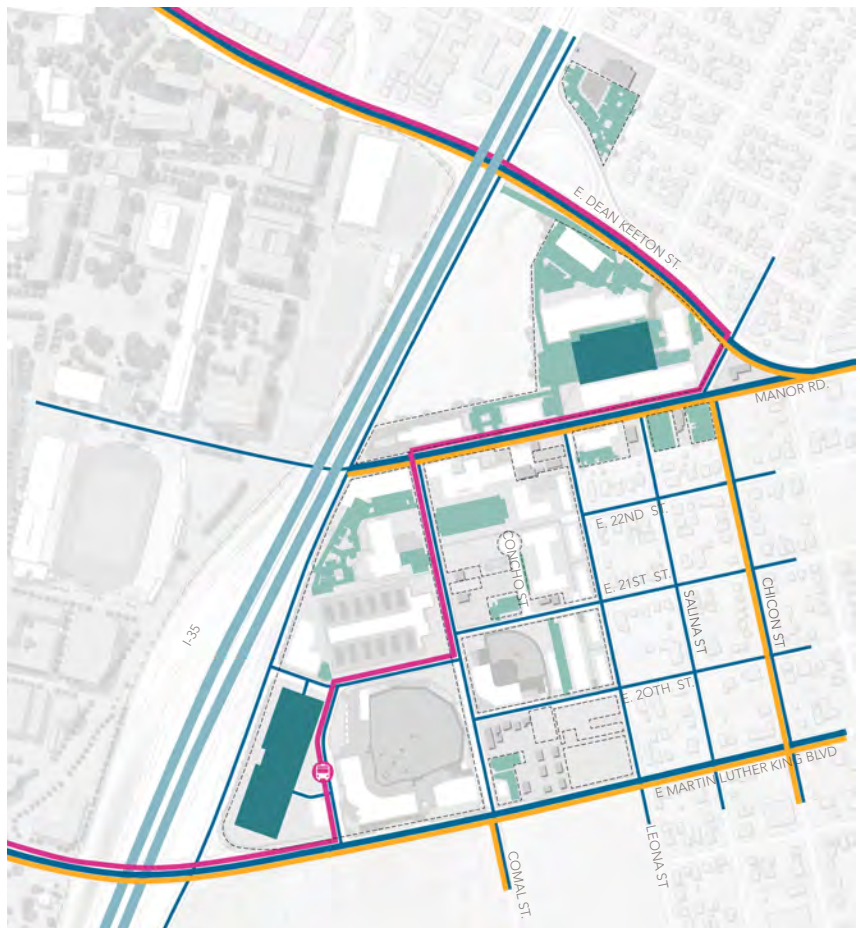 E. DEAN KEETON ST.
MANOR RD.
E. 22ND ST.
CONCHO ST.
E. 21ST ST.
SALINA ST
CHICON ST
I-35
E. 20TH ST.
E MARTIN LUTHER KING BLVD
LEONA ST
COMAL ST.